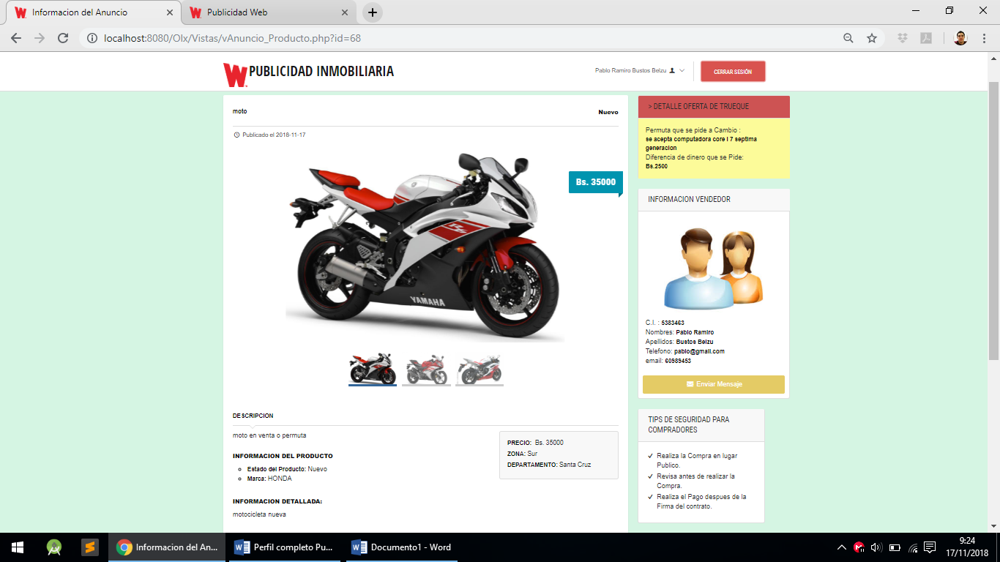 Informacion del Anuncio
Publicidad Web
localhost:8080/Olx/Vistas/vAnuncio_Producto.php?id=68
W PUBLICIDAD INMOBILIARIA
Pablo Ramiro Bustos Belzu
CERRAR SESIÓN
moto
Nuevo
Publicado el 2018-11-17
Bs. 35000
YAMAHA
DESCRIPCION
moto en venta o permuta
INFORMACION DEL PRODUCTO
Estado del Producto: Nuevo
Marca: HONDA
PRECIO: Bs. 35000
ZONA: Sur
DEPARTAMENTO: Santa Cruz
INFORMACION DETALLADA:
motocicleta nueva
> DETALLE OFERTA DE TRUEQUE
Permuta que se pide a Cambio :
se acepta computadora core I 7 septima
generacion
Diferencia de dinero que se Pide:
Bs.2500
INFORMACION VENDEDOR
C.I. : 5383463
Nombres: Pablo Ramiro
Apellidos: Bustos Belzu
Telefono: pablo@gmail.com
email: 60989453
Enviar Mensaje
TIPS DE SEGURIDAD PARA
COMPRADORES
Realiza la Compra en lugar
Publico.
Revisa antes de realizar la
Compra.
Realiza el Pago despues de la
Firma del contrato.
Informacion del An...
Perfil completo Pu...
Documento1 - Word
9:24
17/11/2018